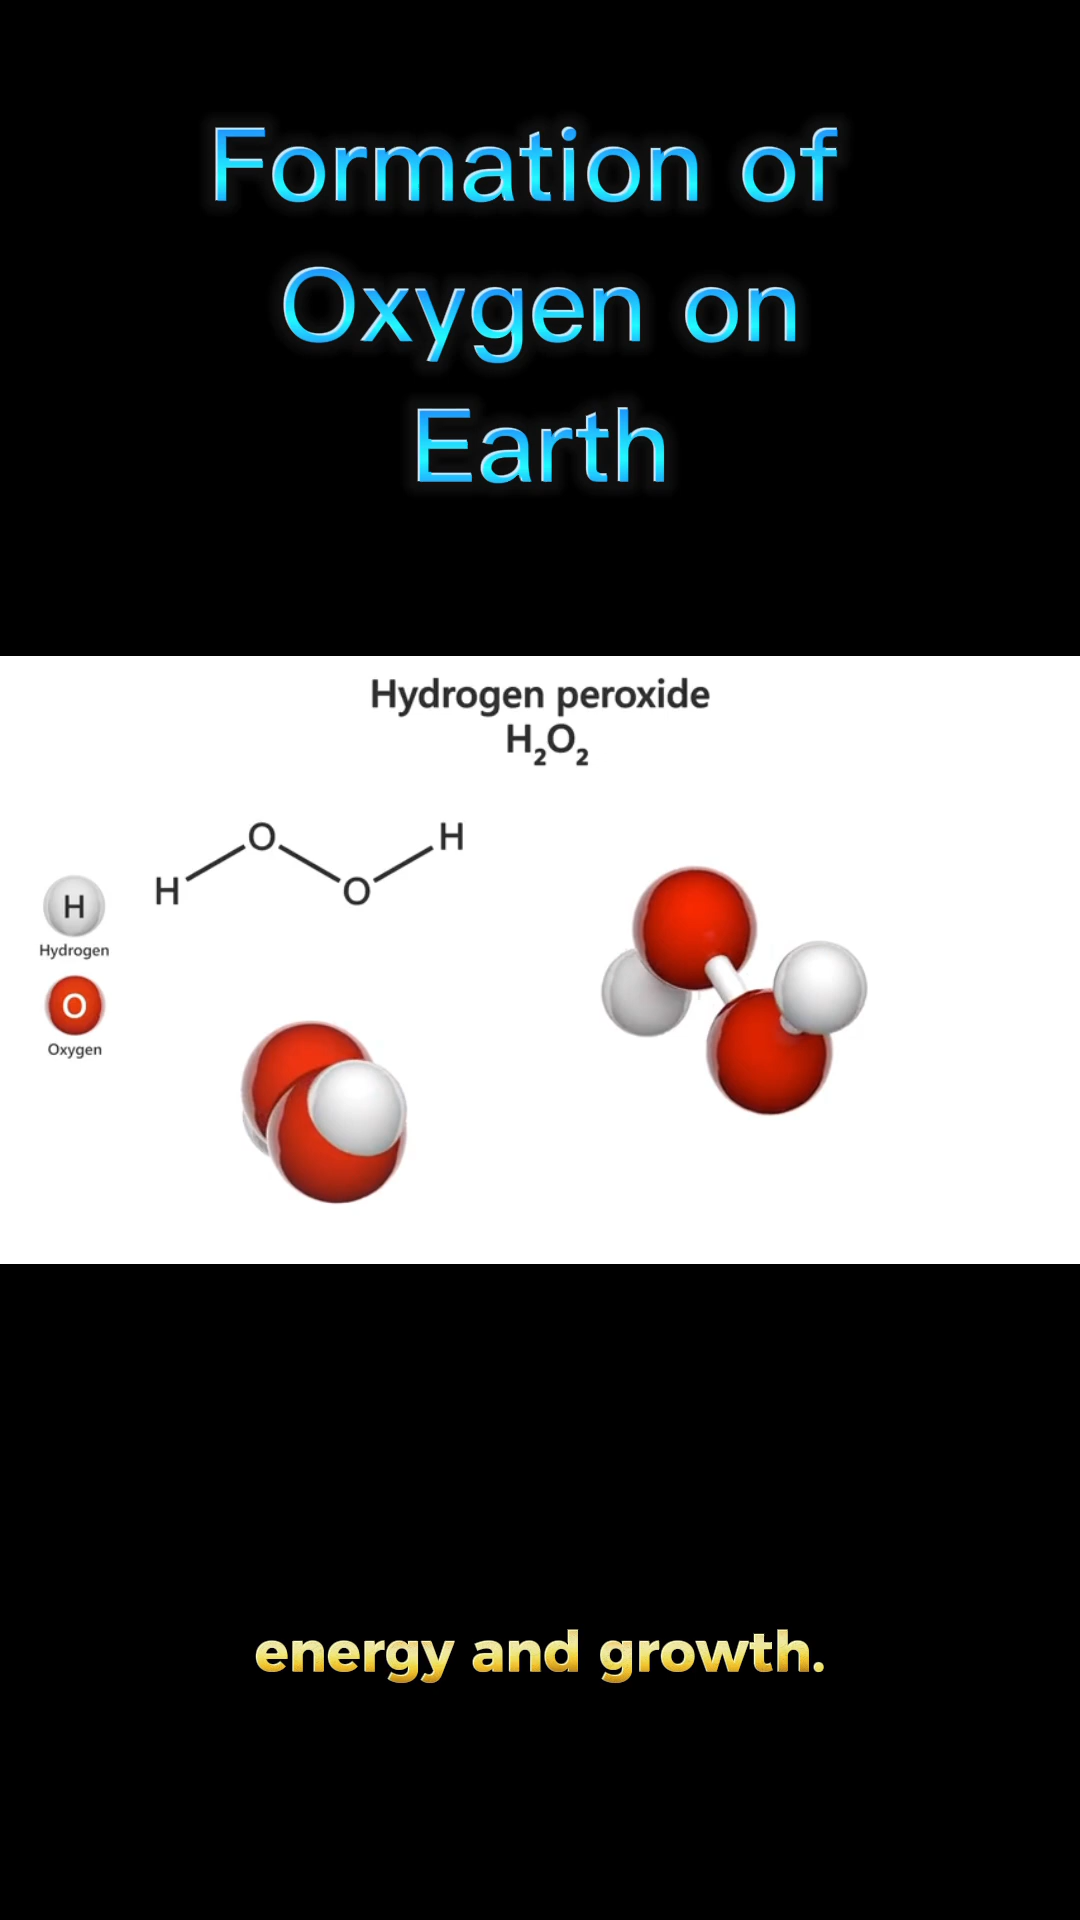 Formation of
Oxygen on
Earth
Hydrogen peroxide
H₂O₂
O
H
H
O
H
Hydrogen
O
Oxygen
energy and growth.